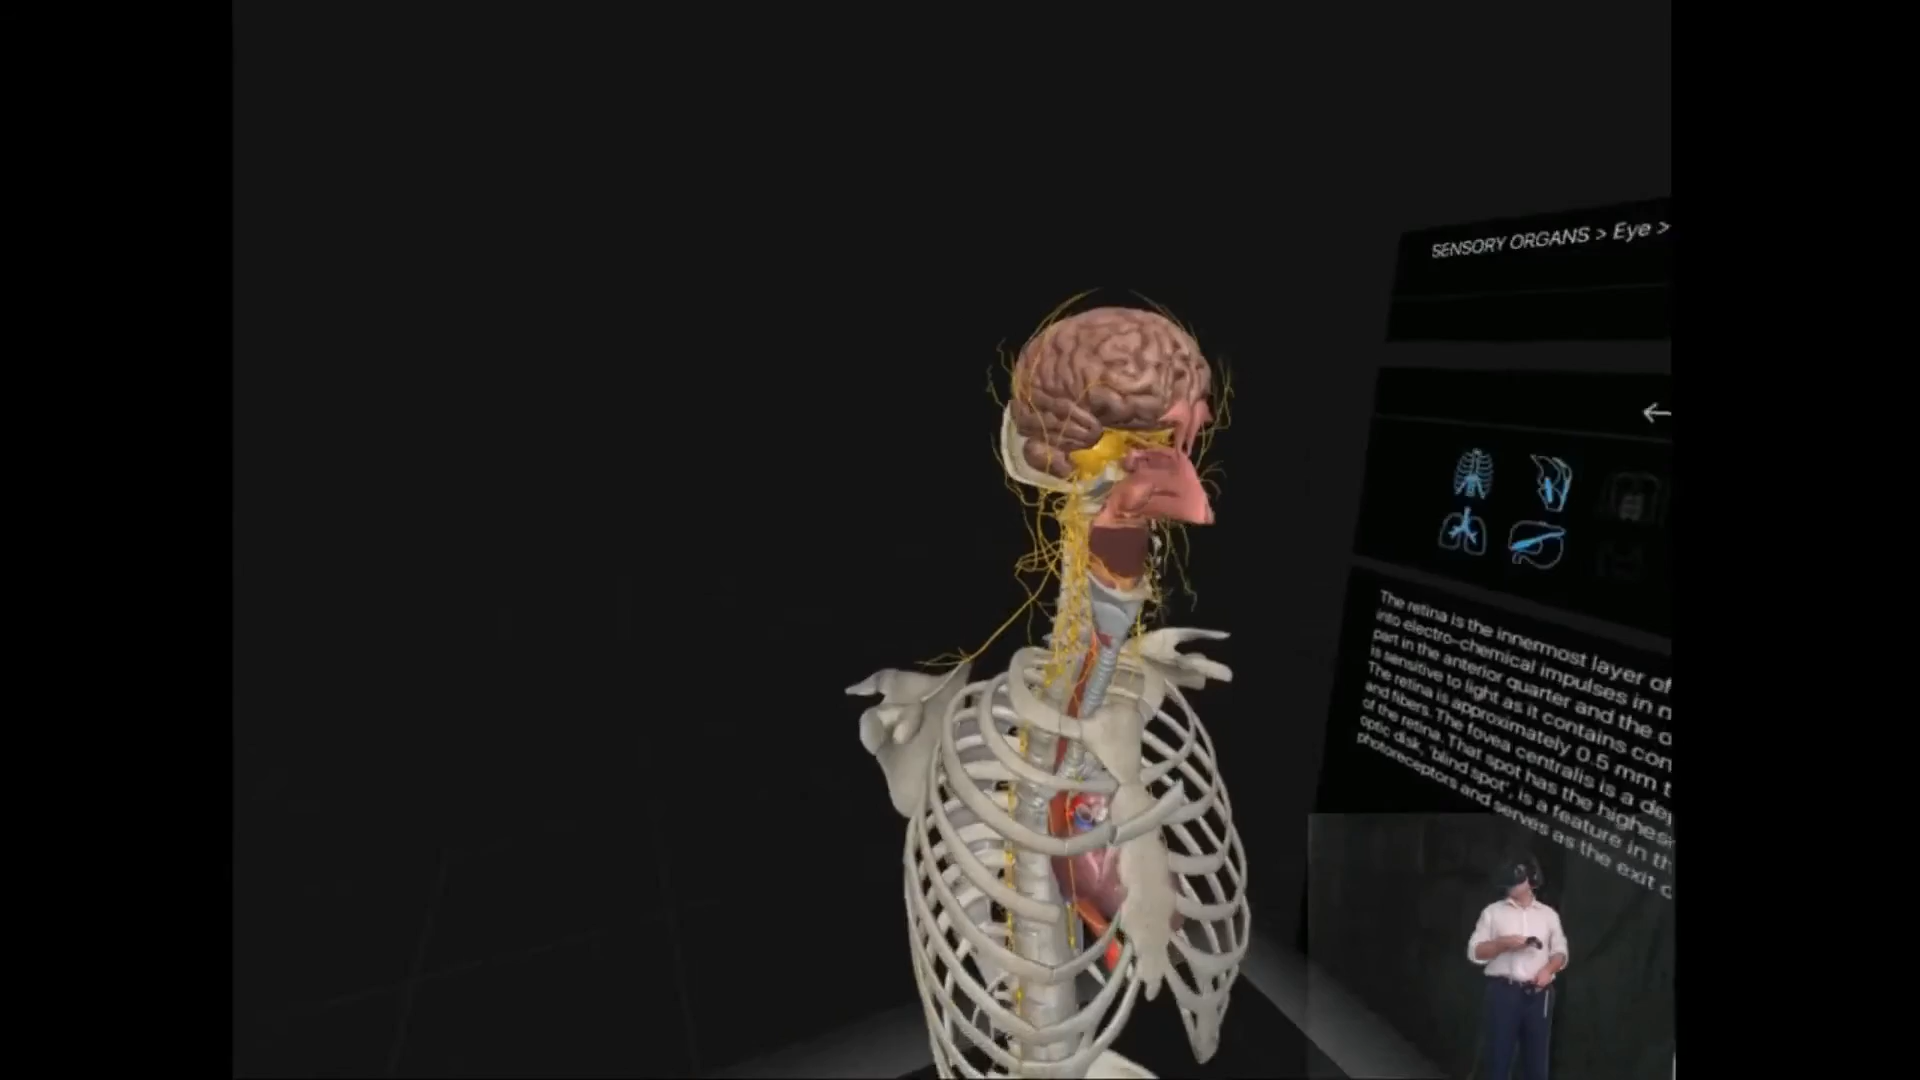 SENSORY ORGANS > Eye >
The retina is the innermost layer of
into electro-chemical impulses in
part in the anterior quarter and the
is sensitive to light as it contains
The retina is approximately 0.5 mm
and fibers. The fovea centralis is a
of the retina. That spot has the highes
optic disk, 'blind spot', is a feature in
photoreceptors and serves as the exit